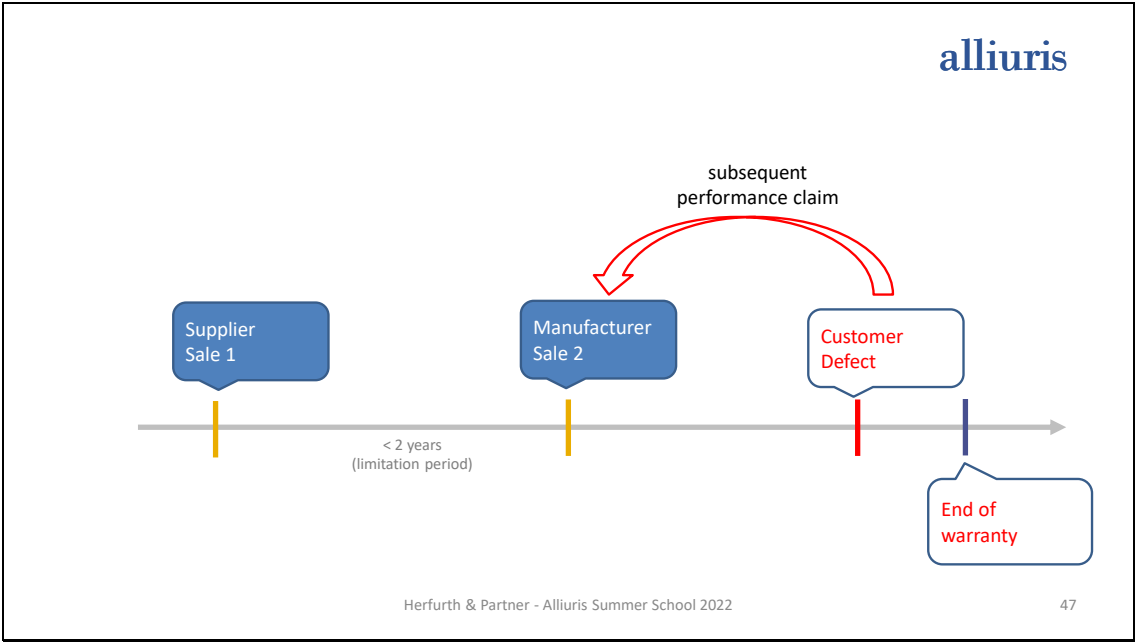 alliuris
subsequent
performance claim
Supplier
Sale 1
Manufacturer
Sale 2
Customer
Defect
< 2 years
(limitation period)
End of
warranty
Herfurth & Partner - Alliuris Summer School 2022
47